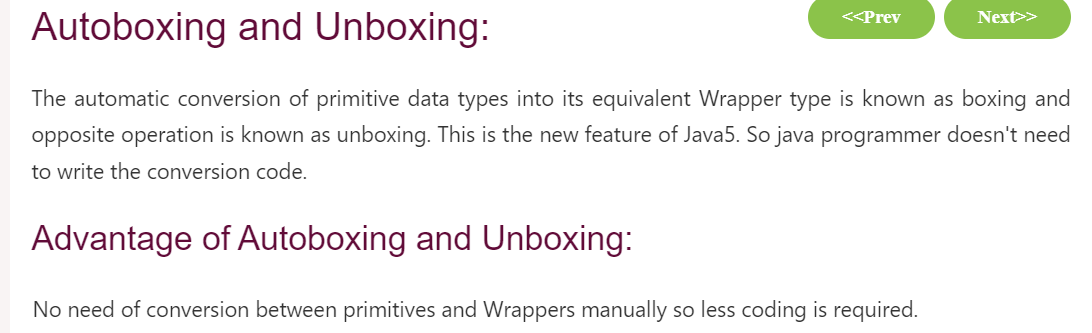 Autoboxing and Unboxing:
<<Prev
Next>>
The automatic conversion of primitive data types into its equivalent Wrapper type is known as boxing and
opposite operation is known as unboxing. This is the new feature of Java5. So java programmer doesn't need
to write the conversion code.
Advantage of Autoboxing and Unboxing:
No need of conversion between primitives and Wrappers manually so less coding is required.